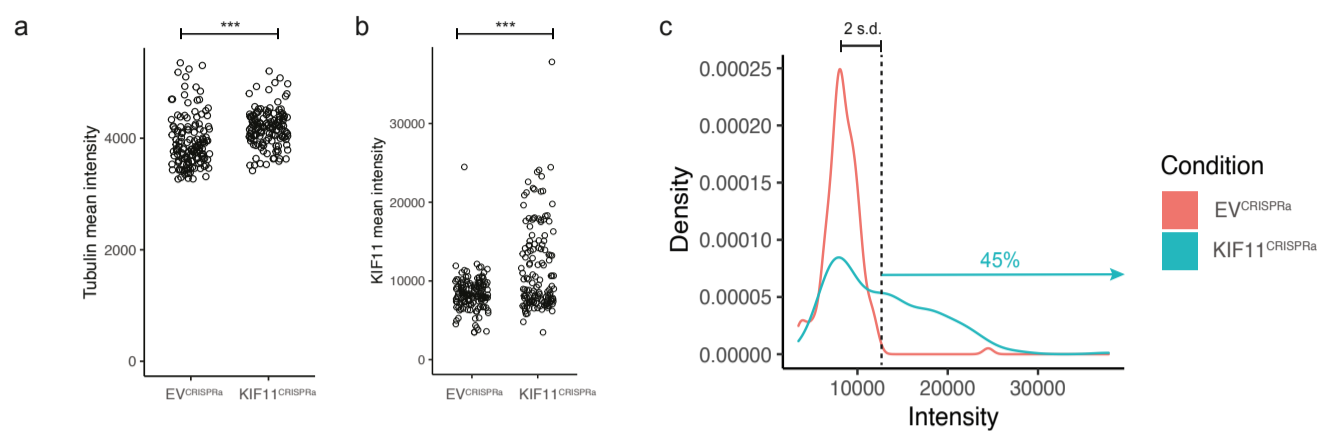 a
***
Tubulin mean intensity
4000
2000
0
EVCRISPRa KIF11CRISPRa
b
***
KIF11 mean intensity
30000
20000
10000
0
EVCRISPRa KIF11CRISPRa
c
2 s.d.
Density
0.00025
0.00020
0.00015
0.00010
0.00005
0.00000
45%
10000 20000 30000
Intensity
Condition
EVCRISPRa
KIF11CRISPRa